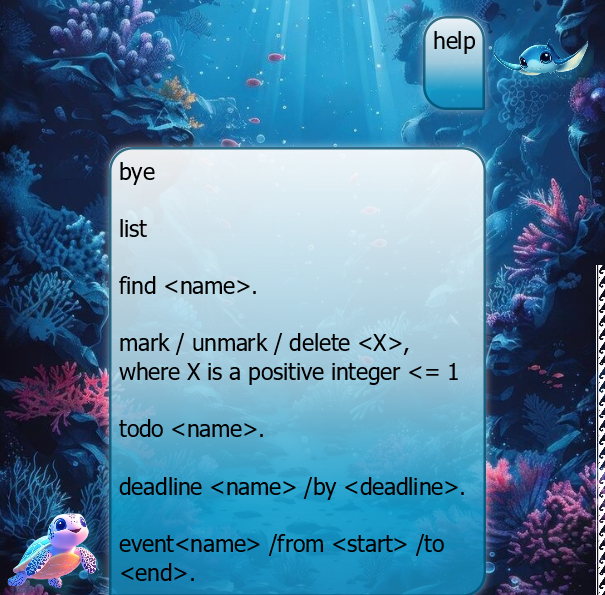 help
bye
list
find <name>.
mark / unmark / delete <X>,
where X is a positive integer <= 1
todo <name>.
deadline <name> /by <deadline>.
event<name> /from <start> /to
<end>.